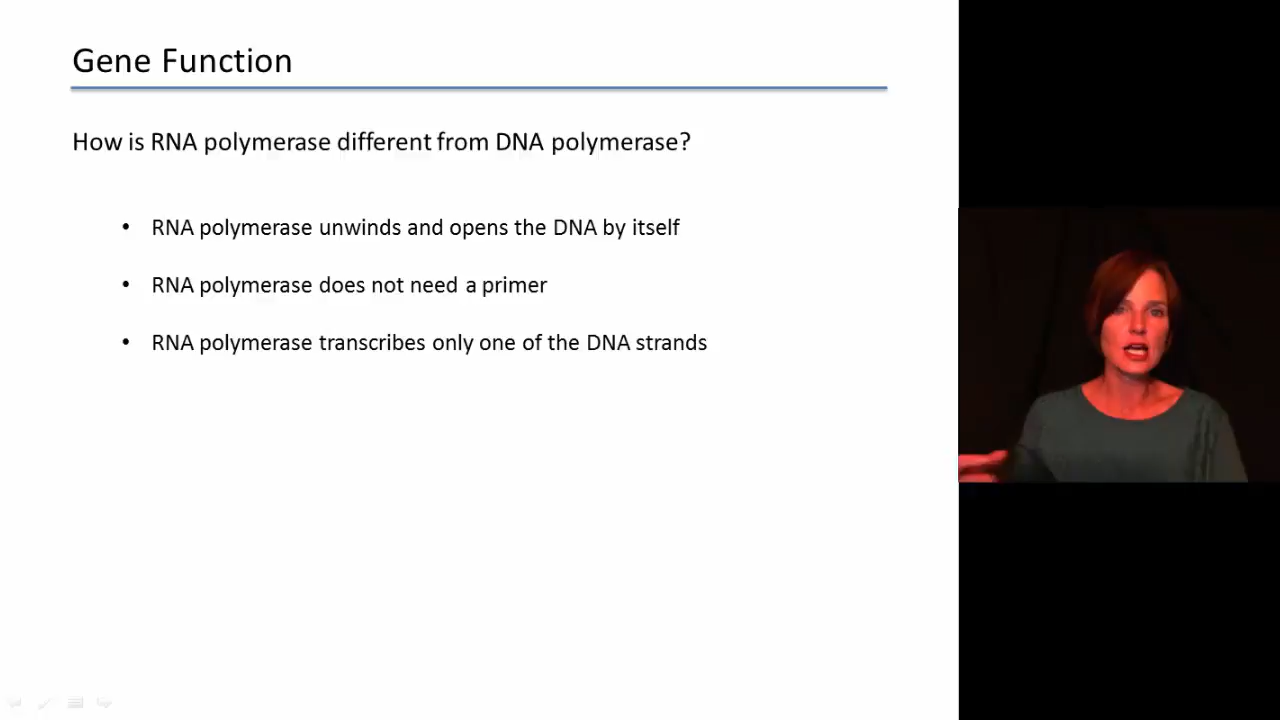 Gene Function
How is RNA polymerase different from DNA polymerase?
• RNA polymerase unwinds and opens the DNA by itself
• RNA polymerase does not need a primer
• RNA polymerase transcribes only one of the DNA strands